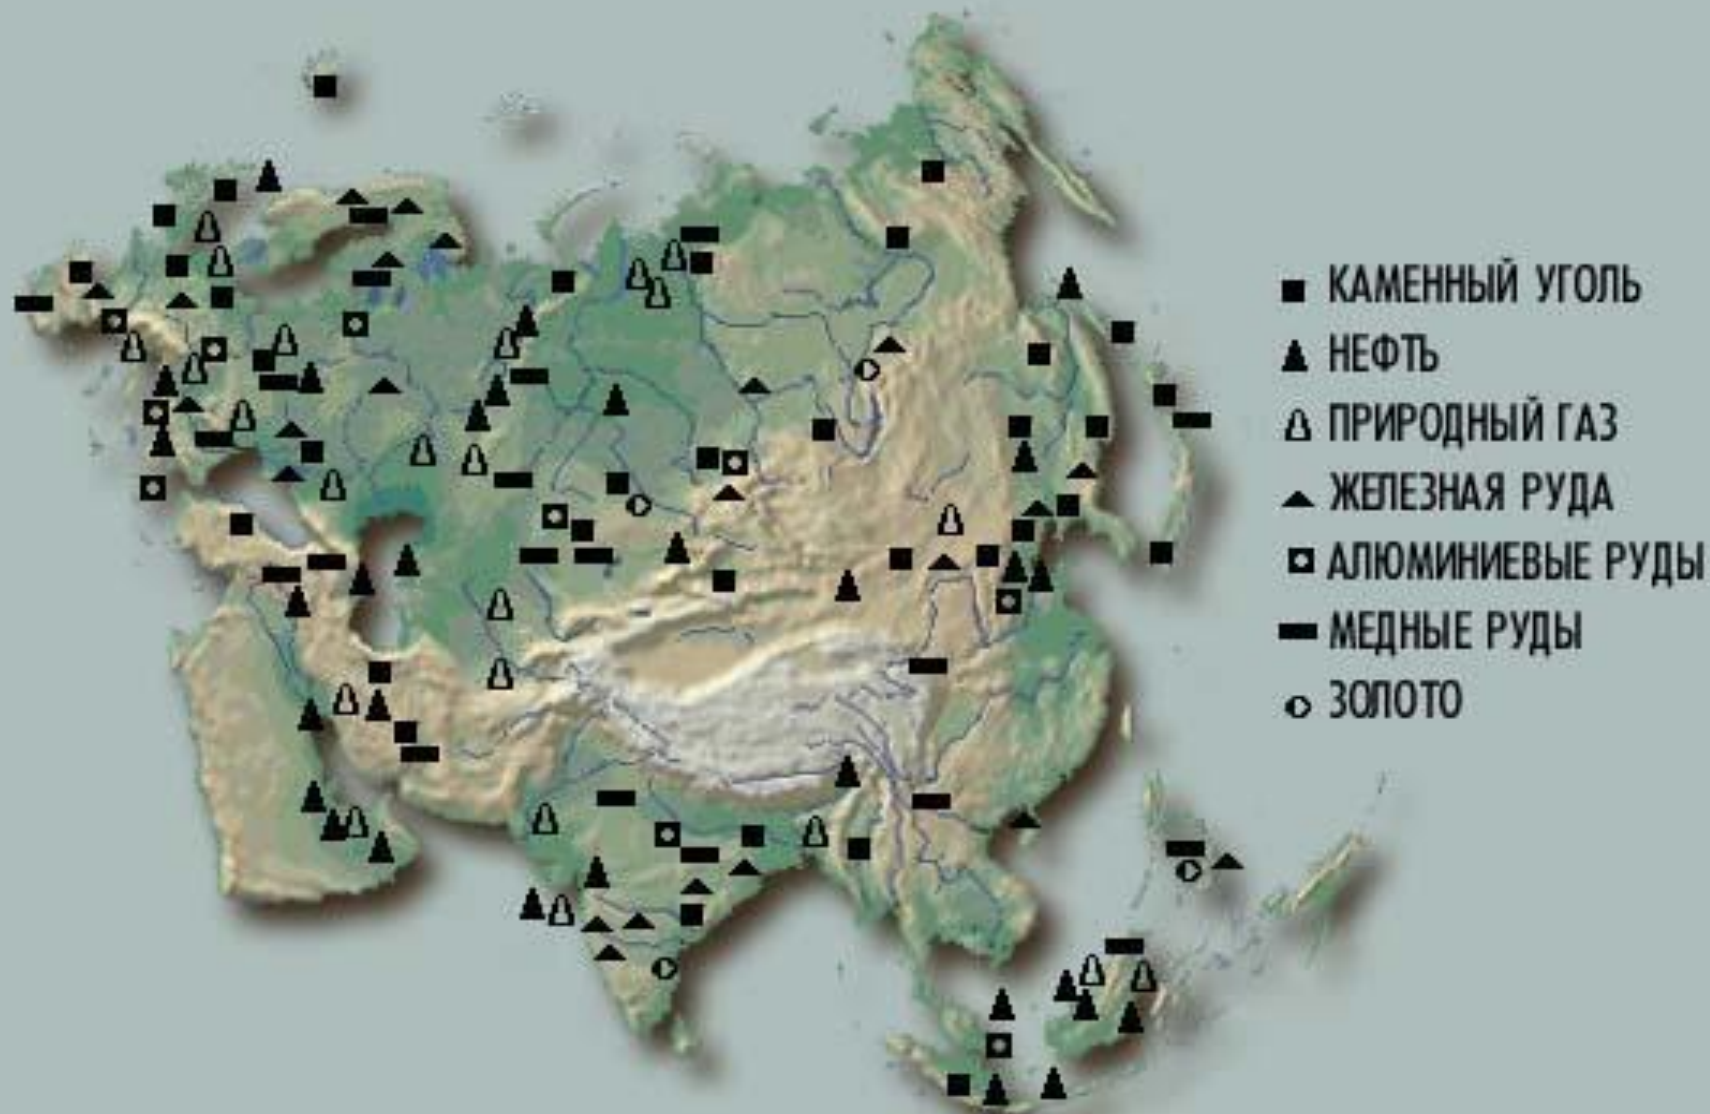 КАМЕННЫЙ УГОЛЬ
НЕФТЬ
ПРИРОДНЫЙ ГАЗ
ЖЕЛЕЗНАЯ РУДА
АЛЮМИНИЕВЫЕ РУДЫ
МЕДНЫЕ РУДЫ
ЗОЛОТО